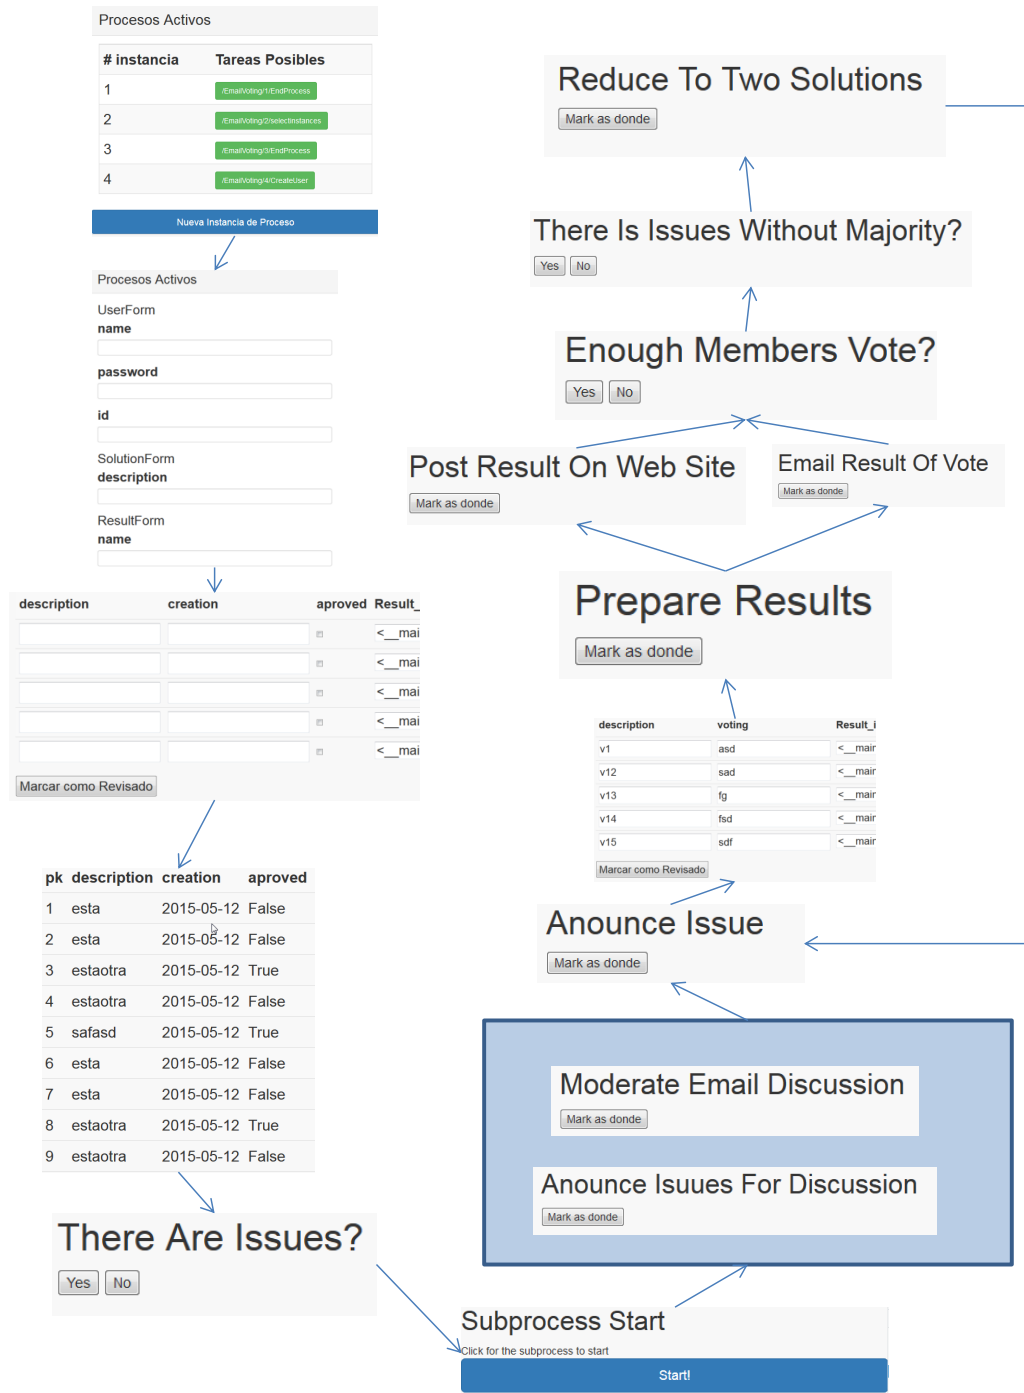 Procesos Activos
# instancia Tareas Posibles
1 /EmailVoting/1/EndProcess
2 /EmailVoting/2/selectInstances
3 /EmailVoting/3/EndProcess
4 /EmailVoting/4/CreateUser
Nueva Instancia de Proceso
Procesos Activos
UserForm
name
password
id
SolutionForm
description
ResultForm
name
description creation aproved Result_
<__mai
<__mai
<__mai
<__mai
<__mai
Marcar como Revisado
pk description creation aproved
1 esta 2015-05-12 False
2 esta 2015-05-12 False
3 estaotra 2015-05-12 True
4 estaotra 2015-05-12 False
5 safasd 2015-05-12 True
6 esta 2015-05-12 False
7 esta 2015-05-12 False
8 estaotra 2015-05-12 True
9 estaotra 2015-05-12 False
There Are Issues?
Yes No
Subprocess Start
Click for the subprocess to start
Start!
Moderate Email Discussion
Mark as donde
Anounce Isuues For Discussion
Mark as donde
Anounce Issue
Mark as donde
description voting Result_i
v1 asd <__mair
v12 sad <__mair
v13 fg <__mair
v14 fsd <__mair
v15 sdf <__mair
Marcar como Revisado
Prepare Results
Mark as donde
Post Result On Web Site
Mark as donde
Email Result Of Vote
Mark as donde
Enough Members Vote?
Yes No
There Is Issues Without Majority?
Yes No
Reduce To Two Solutions
Mark as donde